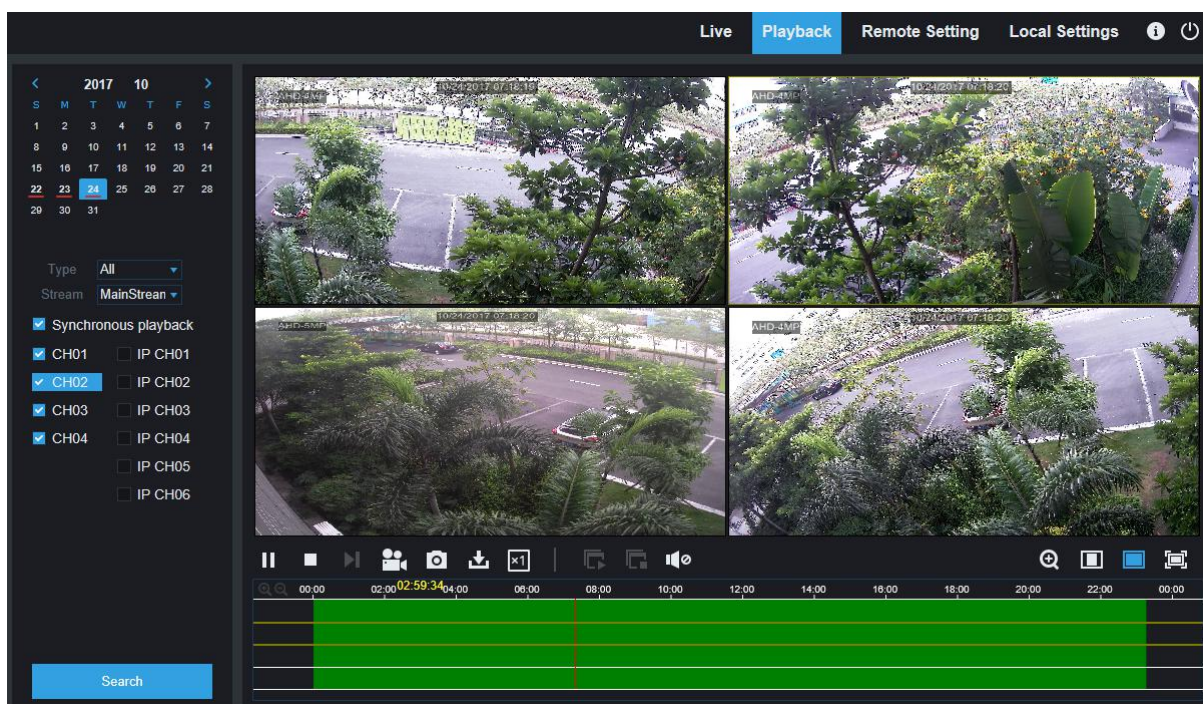 Live Playback Remote Setting Local Settings
2017 10
S M T W T F S
1 2 3 4 5 6 7
8 9 10 11 12 13 14
15 16 17 18 19 20 21
22 23 24 25 26 27 28
29 30 31
Type All
Stream MainStrean
Synchronous playback
CH01 IP CH01
CH02 IP CH02
CH03 IP CH03
CH04 IP CH04
IP CH05
IP CH06
Search
AHD-4MP 10/24/2017 07:18:19
AHD-4MP 10/24/2017 07:18:20
AHD-5MP 10/24/2017 07:18:20
AHD-4MP 10/24/2017 07:18:20
×1
00:00 02:00 02:59:34 04:00 06:00 08:00 10:00 12:00 14:00 16:00 18:00 20:00 22:00 00:00